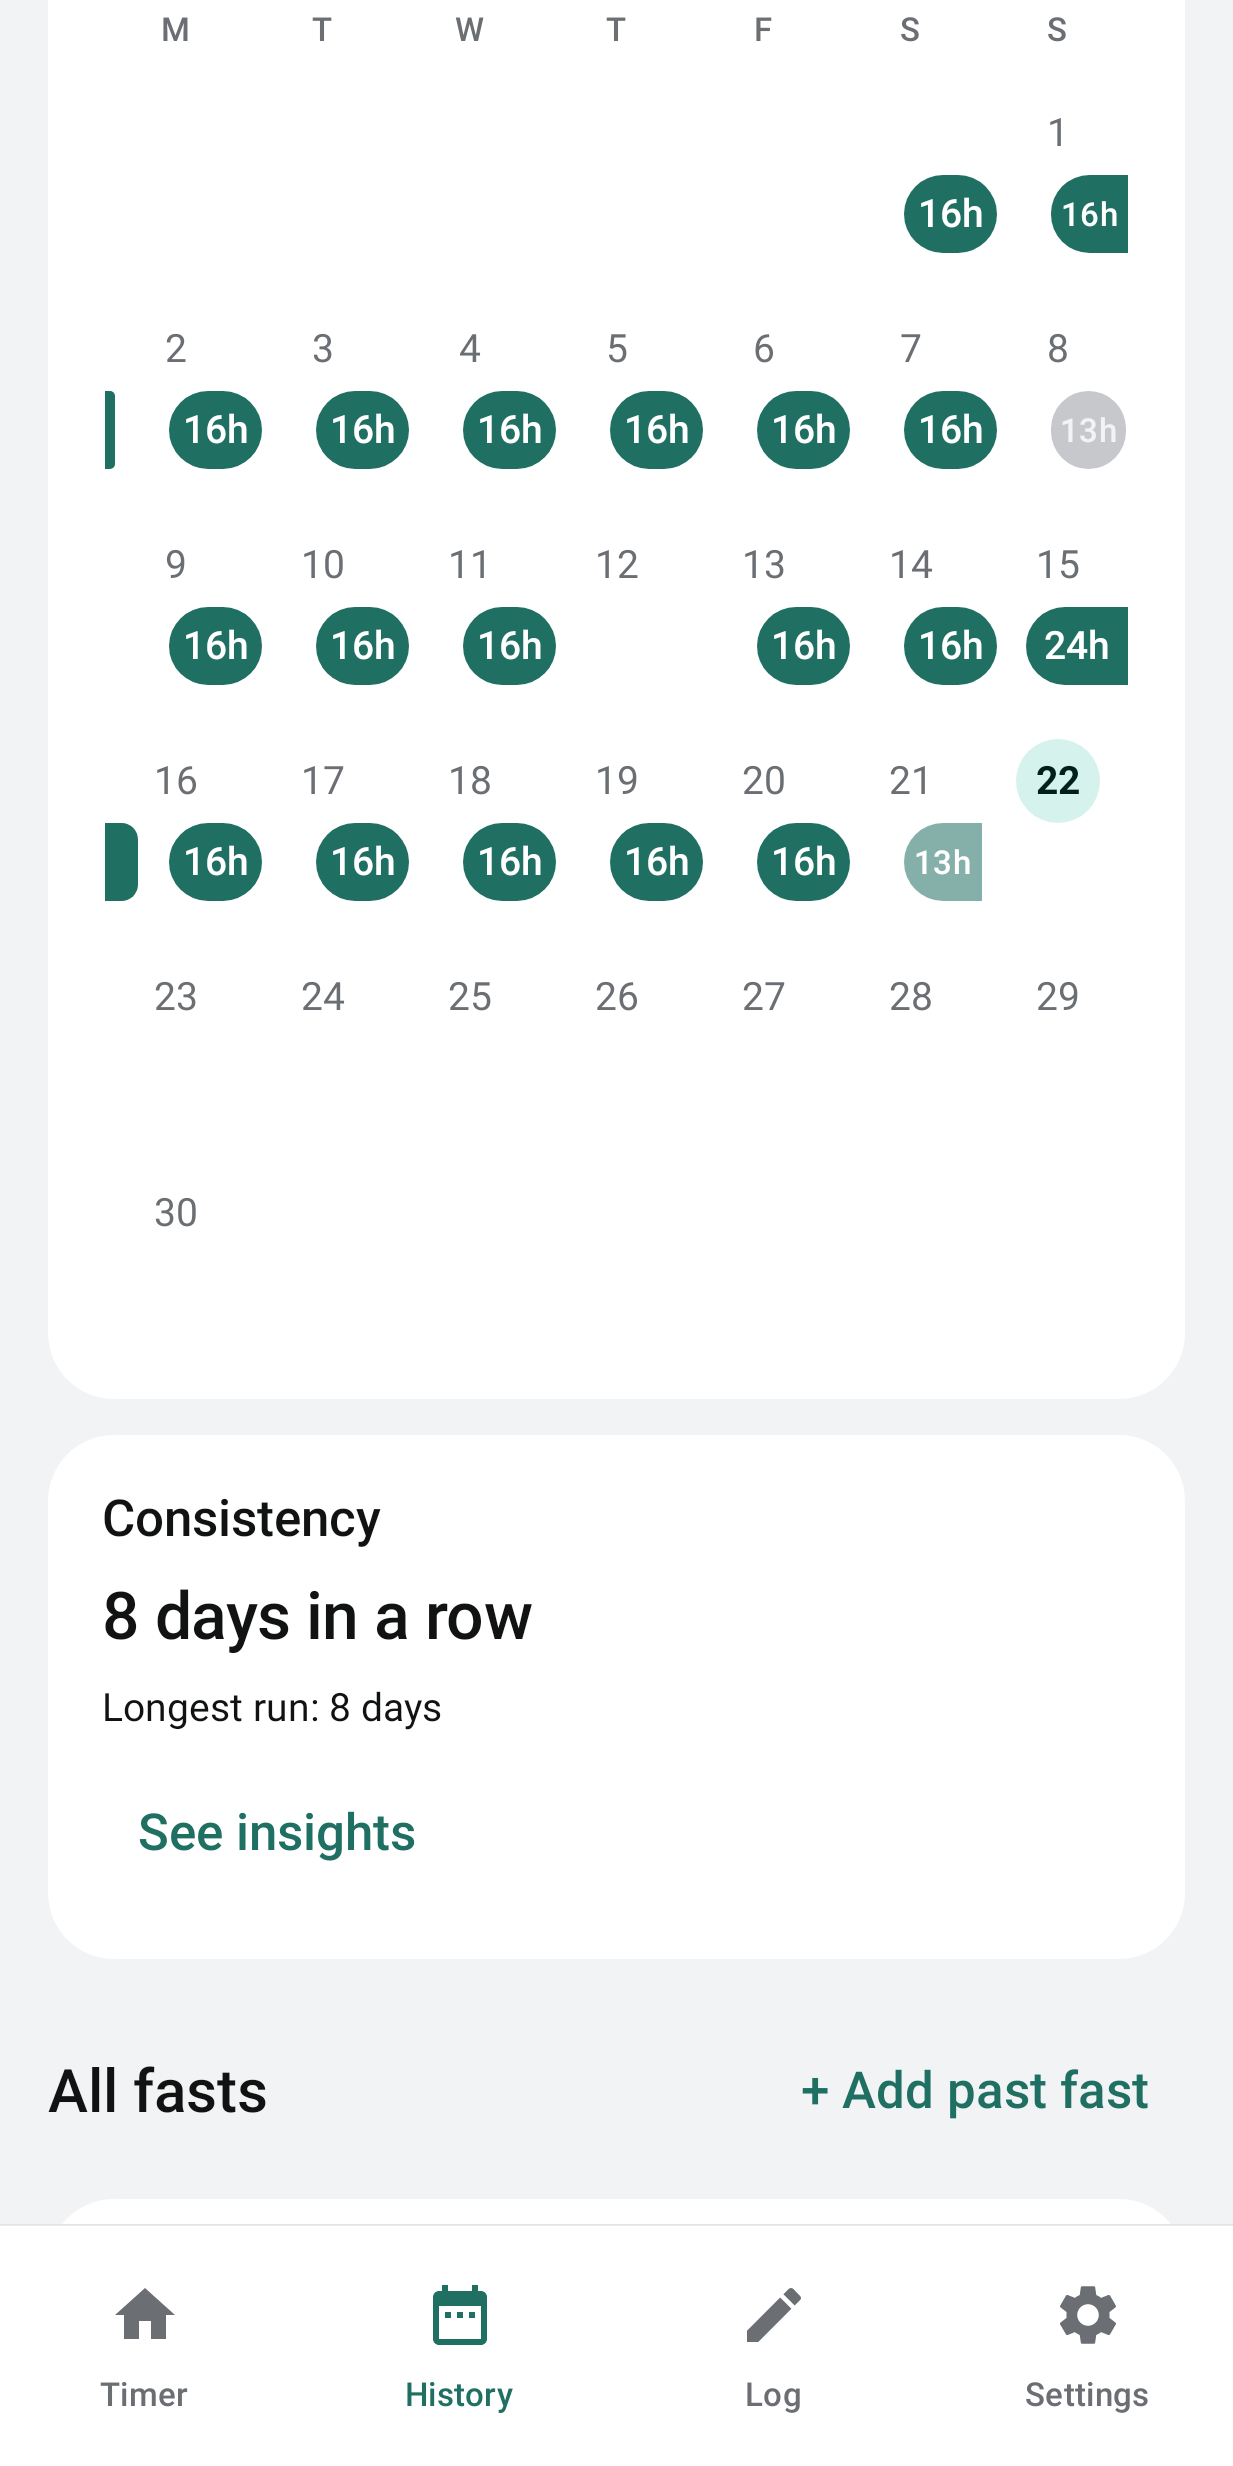 M T W T F S S
1
16h 16h
2 3 4 5 6 7 8
16h 16h 16h 16h 16h 16h 13h
9 10 11 12 13 14 15
16h 16h 16h 16h 16h 24h
16 17 18 19 20 21 22
16h 16h 16h 16h 16h 13h
23 24 25 26 27 28 29
30
Consistency
8 days in a row
Longest run: 8 days
See insights
All fasts + Add past fast
Timer History Log Settings